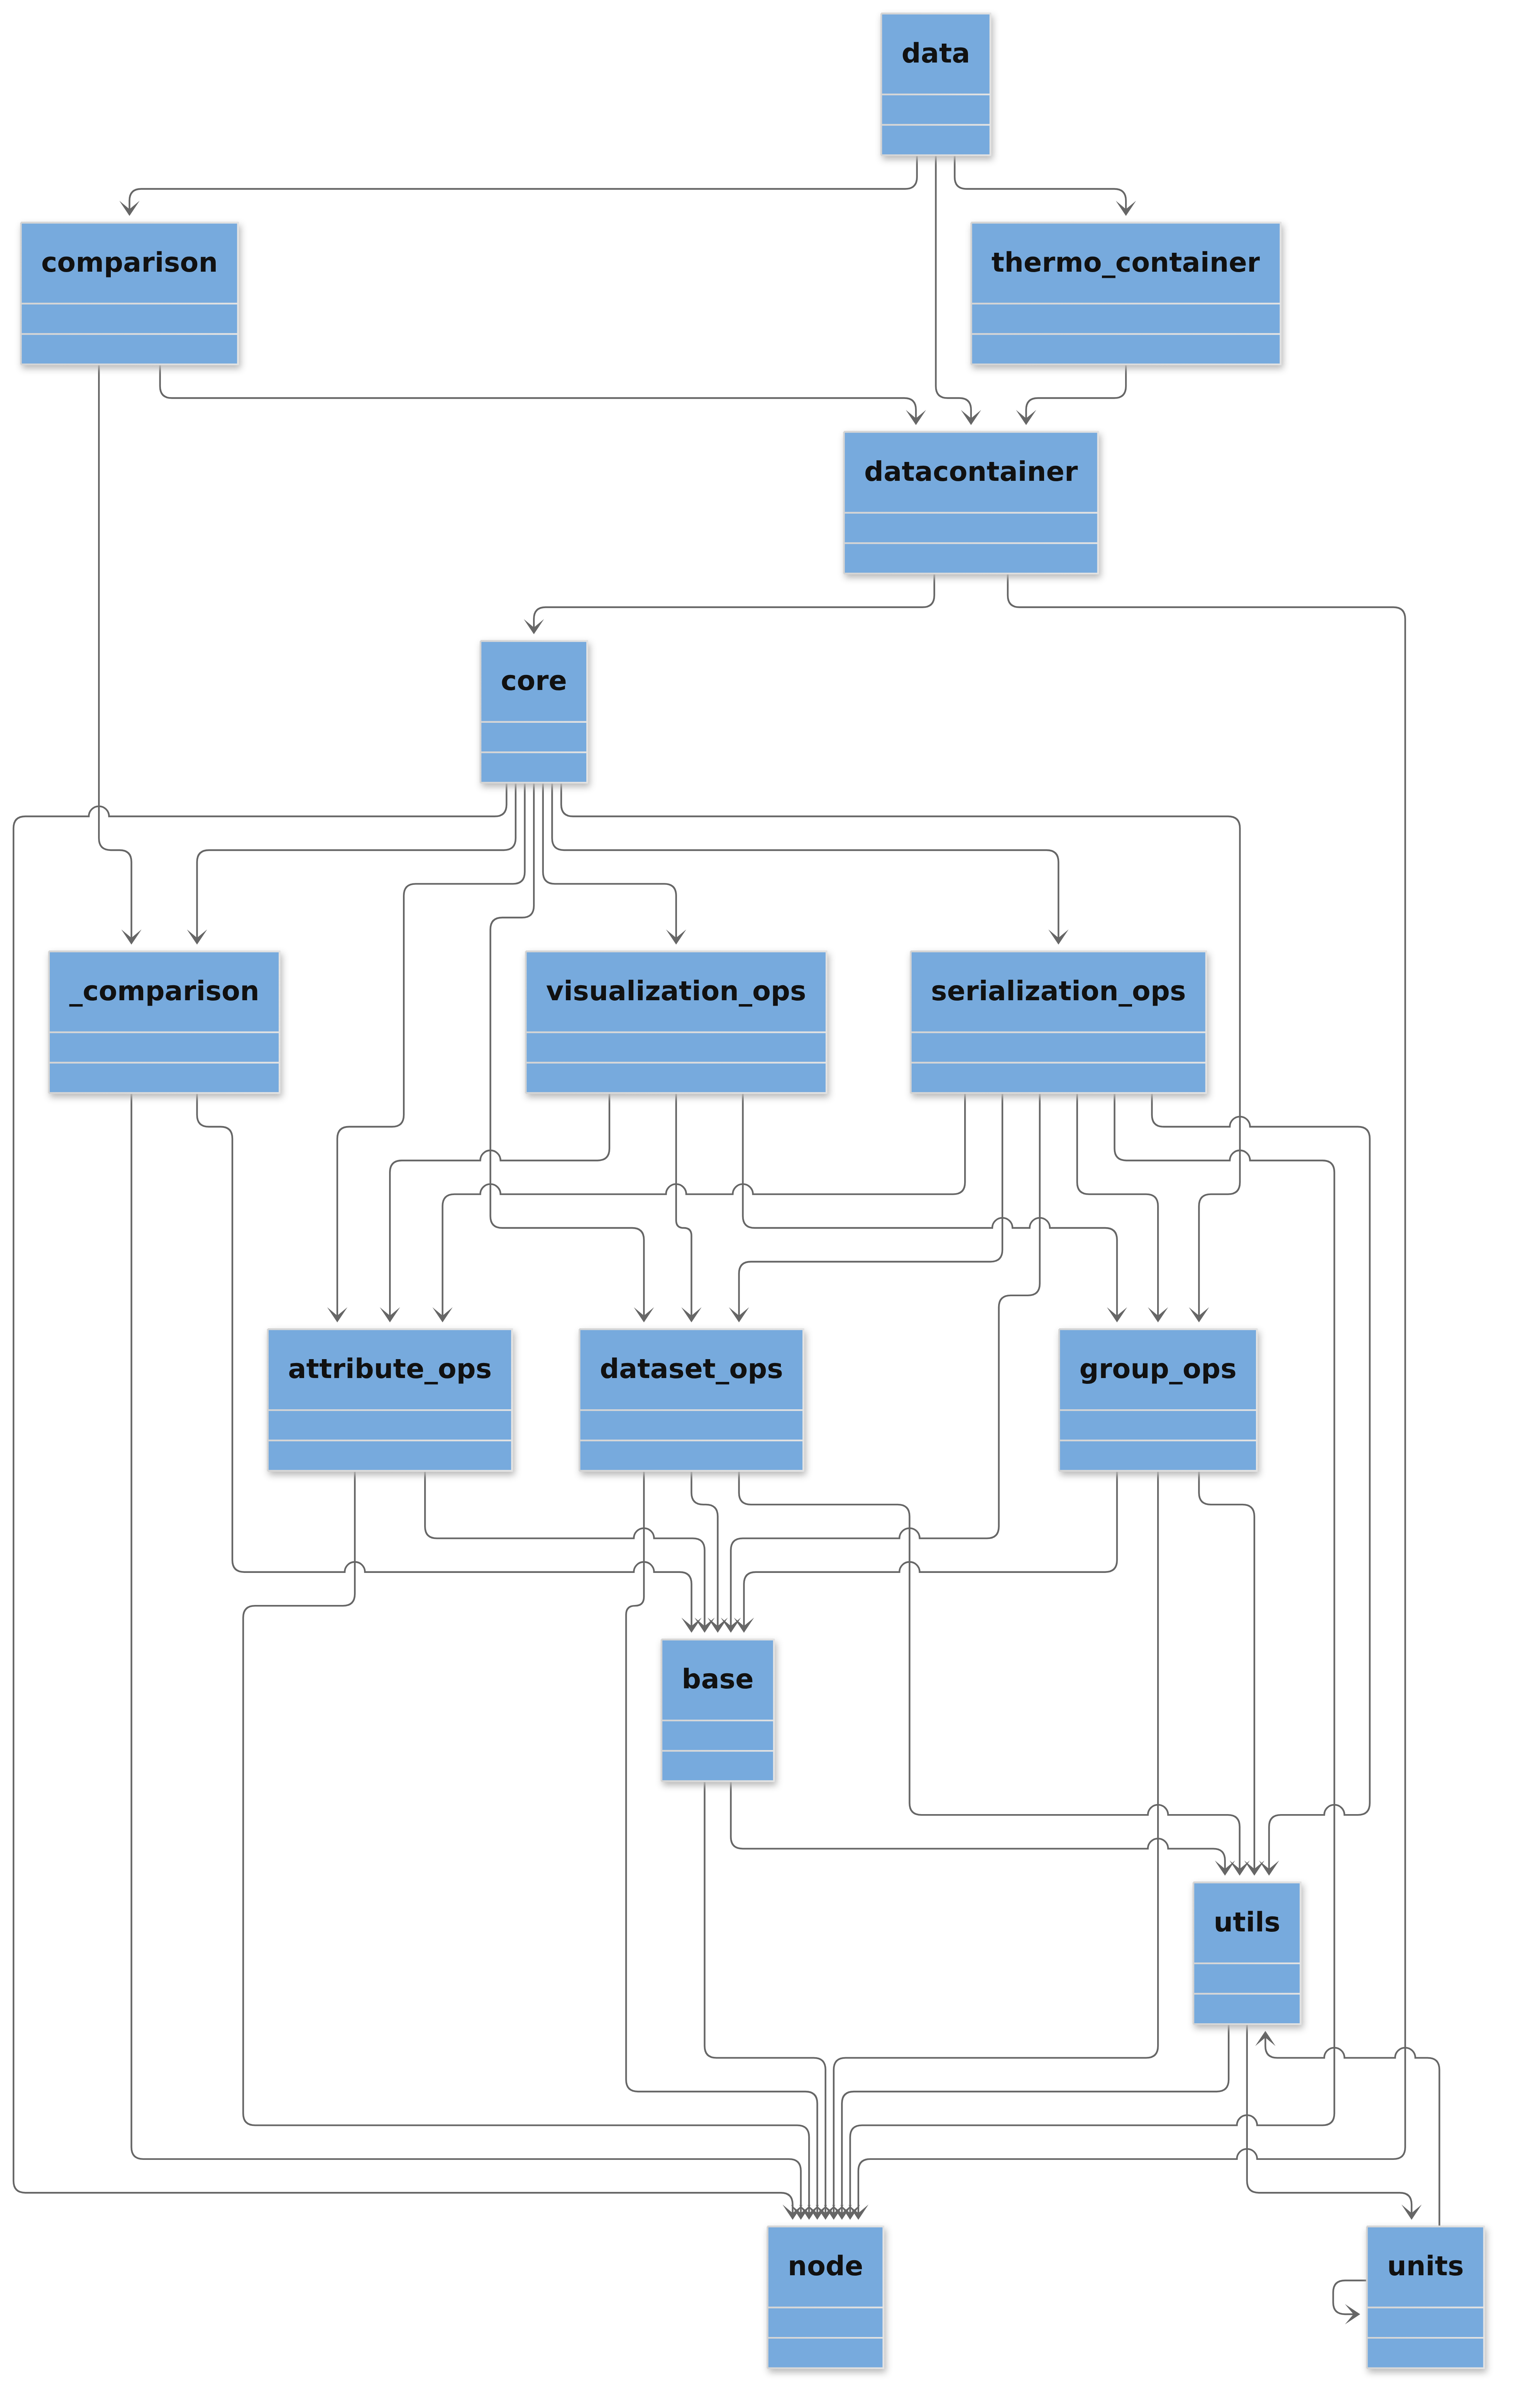 data
comparison
thermo_container
datacontainer
core
_comparison
visualization_ops
serialization_ops
attribute_ops
dataset_ops
group_ops
base
utils
node
units